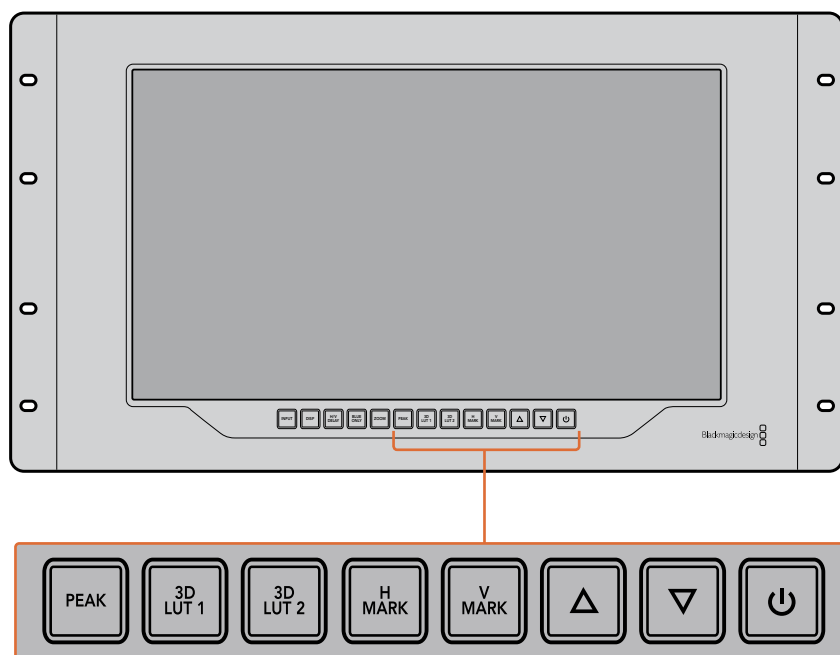 INPUT
DISP
H/V
DELAY
BLUE
ONLY
ZOOM
PEAK
3D
LUT 1
3D
LUT 2
H
MARK
V
MARK
Blackmagicdesign
PEAK
3D
LUT 1
3D
LUT 2
H
MARK
V
MARK